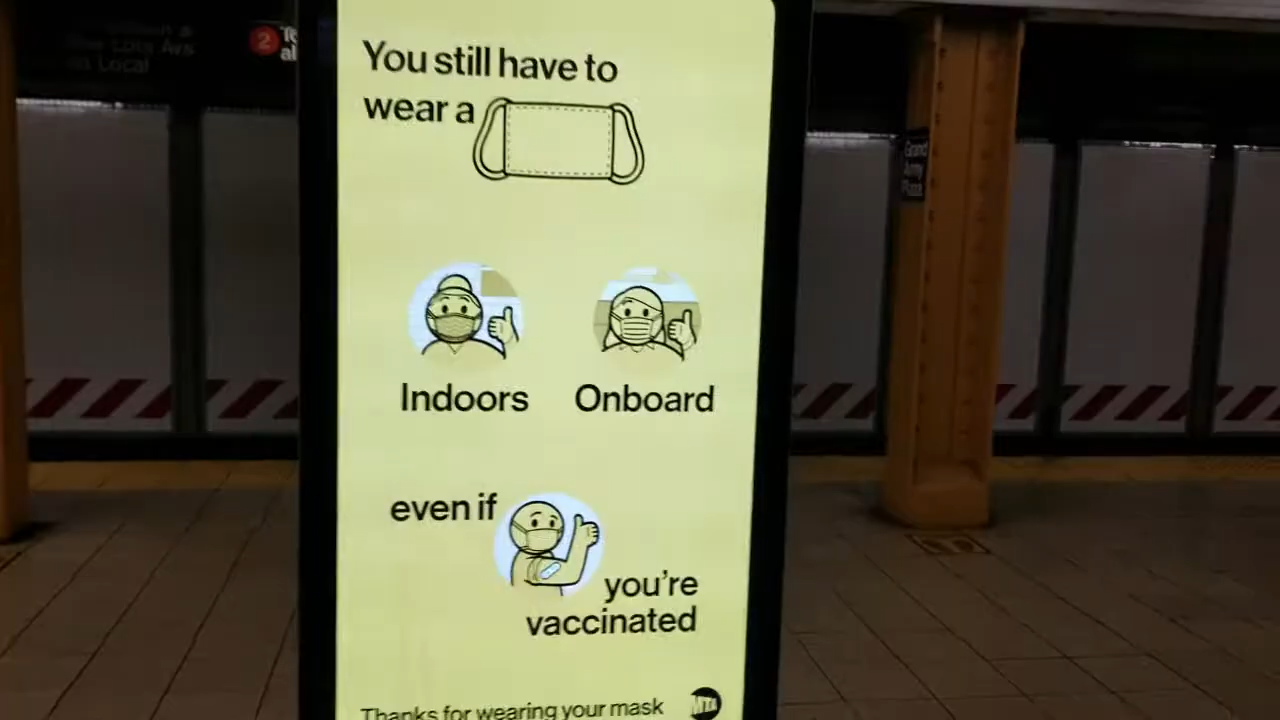 You still have to
wear a
Indoors
Onboard
even if
you're
vaccinated
Thanks for wearing your mask
MTA
2
Local
Grand
Army
Plaza